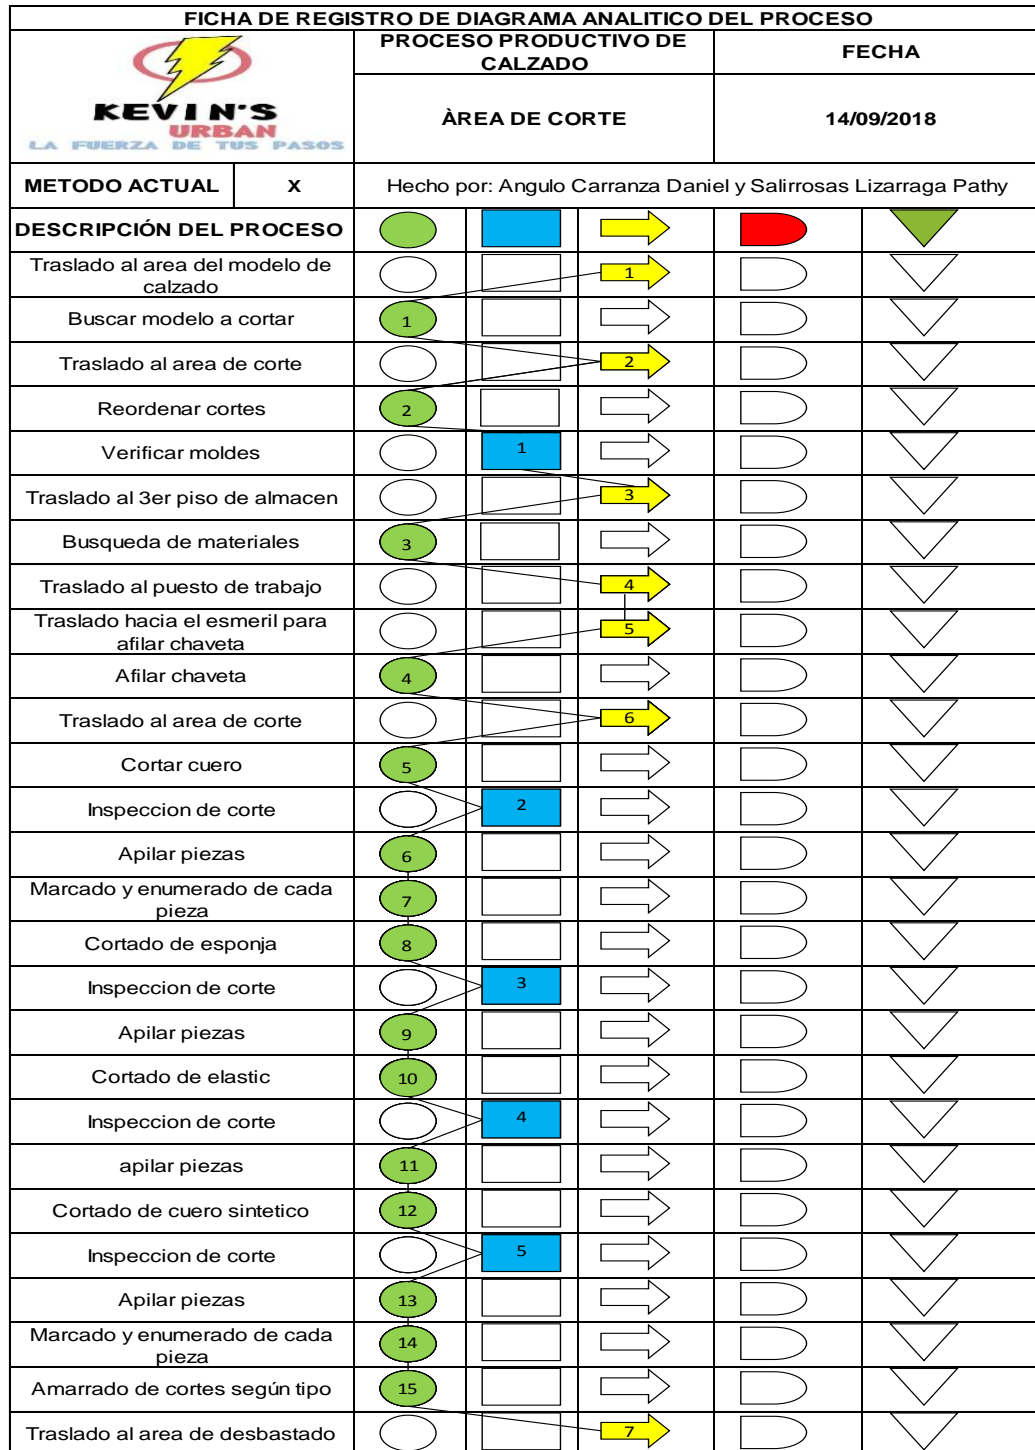 FICHA DE REGISTRO DE DIAGRAMA ANALITICO DEL PROCESO
KEVIN'S
URBAN
LA FUERZA DE TUS PASOS
PROCESO PRODUCTIVO DE
CALZADO
FECHA
ÀREA DE CORTE
14/09/2018
METODO ACTUAL X Hecho por: Angulo Carranza Daniel y Salirrosas Lizarraga Pathy
DESCRIPCIÓN DEL PROCESO
Traslado al area del modelo de
calzado
1
Buscar modelo a cortar 1
Traslado al area de corte 2
Reordenar cortes 2
Verificar moldes 1
Traslado al 3er piso de almacen 3
Busqueda de materiales 3
Traslado al puesto de trabajo 4
Traslado hacia el esmeril para
afilar chaveta
5
Afilar chaveta 4
Traslado al area de corte 6
Cortar cuero 5
Inspeccion de corte 2
Apilar piezas 6
Marcado y enumerado de cada
pieza
7
Cortado de esponja 8
Inspeccion de corte 3
Apilar piezas 9
Cortado de elastic 10
Inspeccion de corte 4
apilar piezas 11
Cortado de cuero sintetico 12
Inspeccion de corte 5
Apilar piezas 13
Marcado y enumerado de cada
pieza
14
Amarrado de cortes según tipo 15
Traslado al area de desbastado 7